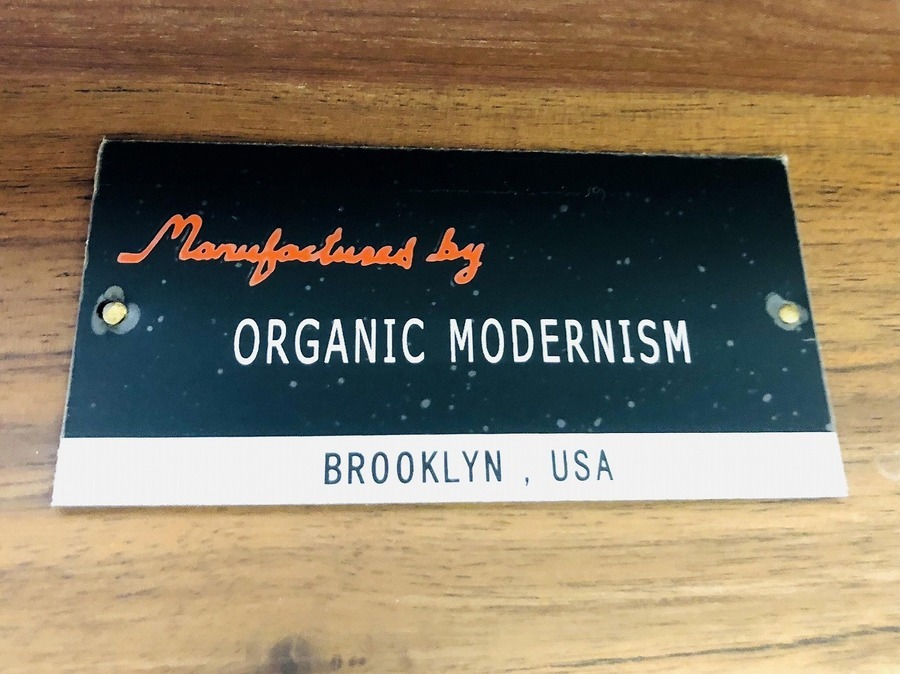 Manufactured by
ORGANIC MODERNISM
BROOKLYN , USA